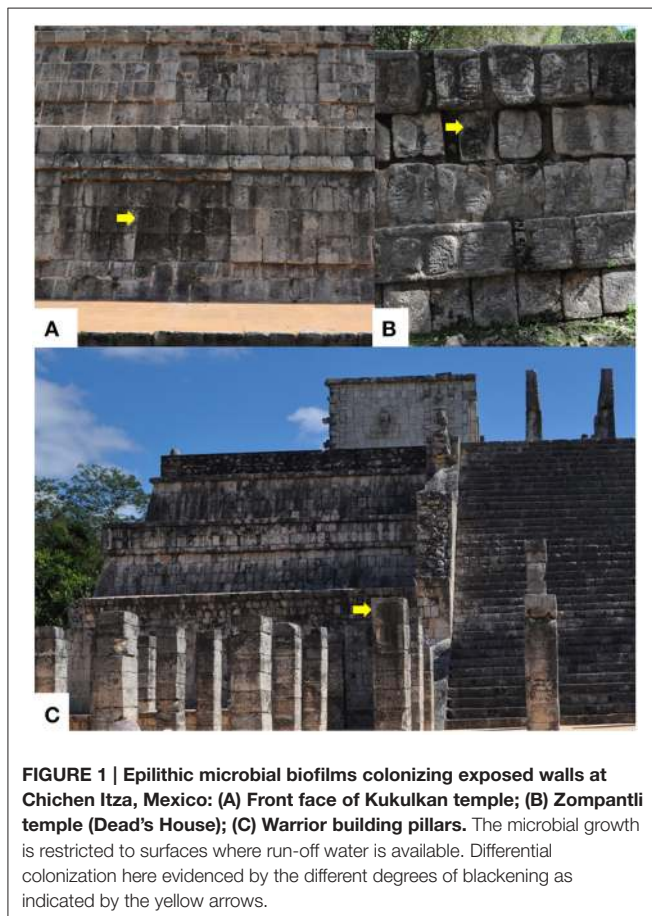 A
B
C
FIGURE 1 | Epilithic microbial biofilms colonizing exposed walls at
Chichen Itza, Mexico: (A) Front face of Kukulkan temple; (B) Zompantli
temple (Dead's House); (C) Warrior building pillars. The microbial growth
is restricted to surfaces where run-off water is available. Differential
colonization here evidenced by the different degrees of blackening as
indicated by the yellow arrows.